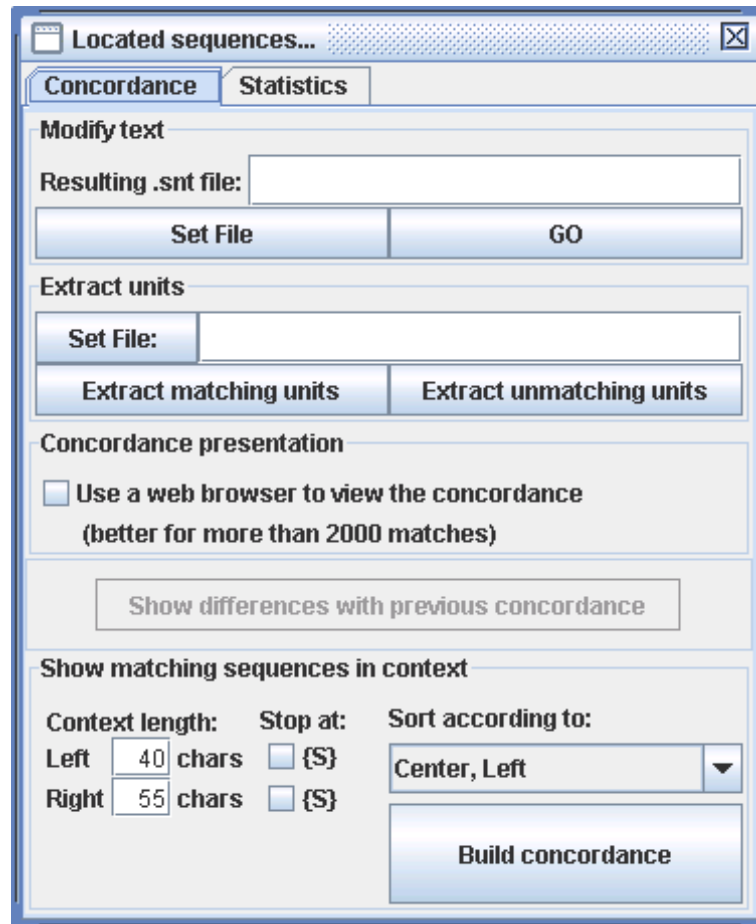 Located sequences...
Concordance Statistics
Modify text
Resulting .snt file:
Set File GO
Extract units
Set File:
Extract matching units Extract unmatching units
Concordance presentation
Use a web browser to view the concordance
(better for more than 2000 matches)
Show differences with previous concordance
Show matching sequences in context
Context length: Stop at: Sort according to:
Left 40 chars {S} Center, Left
Right 55 chars {S}
Build concordance